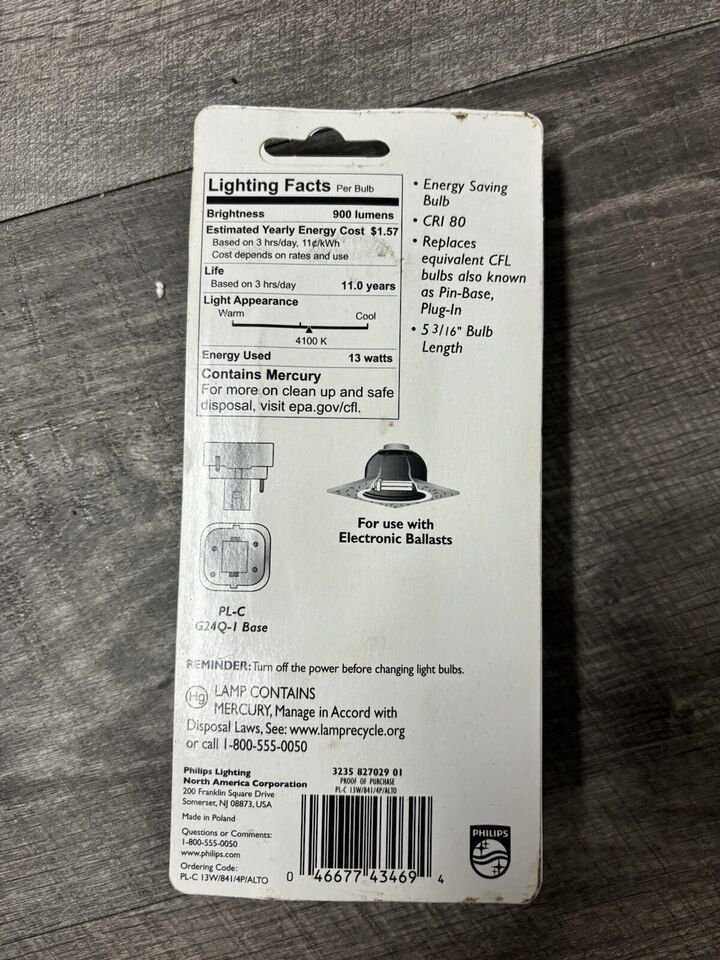 Lighting Facts Per Bulb
Brightness 900 lumens
Estimated Yearly Energy Cost $1.57
Based on 3 hrs/day, 11¢/kWh
Cost depends on rates and use
Life
Based on 3 hrs/day 11.0 years
Light Appearance
Warm Cool
4100 K
Energy Used 13 watts
Contains Mercury
For more on clean up and safe
disposal, visit epa.gov/cfl.
• Energy Saving
Bulb
• CRI 80
• Replaces
equivalent CFL
bulbs also known
as Pin-Base,
Plug-In
• 5 3/16" Bulb
Length
For use with
Electronic Ballasts
PL-C
G24Q-1 Base
REMINDER: Turn off the power before changing light bulbs.
Hg LAMP CONTAINS
MERCURY, Manage in Accord with
Disposal Laws, See: www.lamprecycle.org
or call 1-800-555-0050
Philips Lighting
North America Corporation
200 Franklin Square Drive
Somerset, NJ 08873, USA
Made in Poland
Questions or Comments:
1-800-555-0050
www.philips.com
Ordering Code:
PL-C 13W/841/4P/ALTO
3235 827029 01
PROOF OF PURCHASE
PL-C 13W/841/4P/ALTO
0 46677 43469 4
PHILIPS